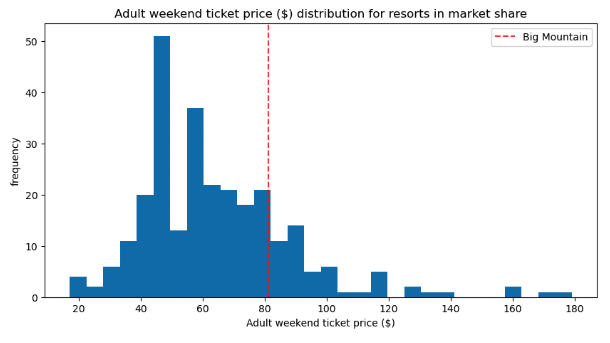 Adult weekend ticket price ($) distribution for resorts in market share
Big Mountain
50
40
30
20
10
0
frequency
20 40 60 80 100 120 140 160 180
Adult weekend ticket price ($)